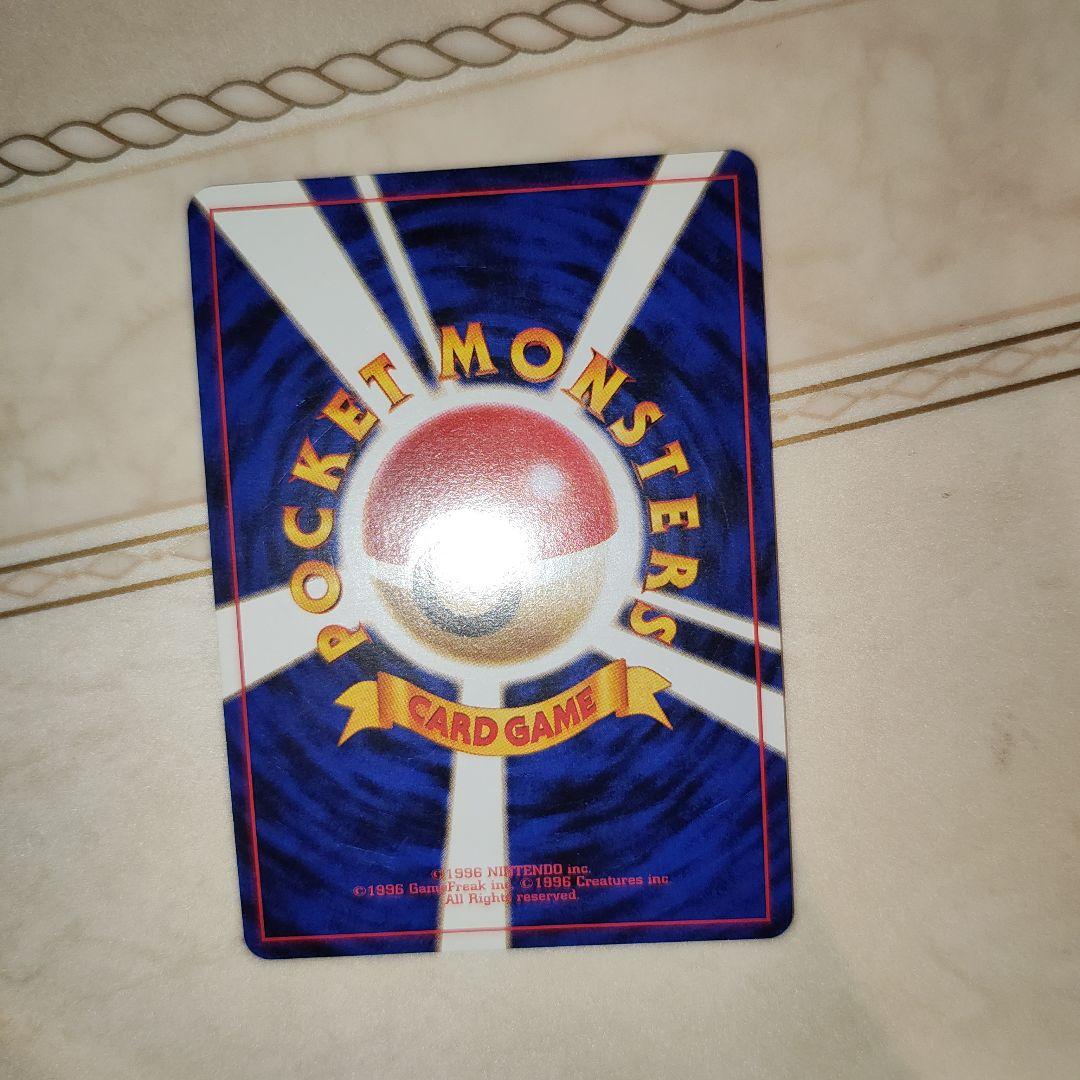 POCKET MONSTERS
CARD GAME
©1996 NINTENDO inc.
©1996 GameFreak inc. ©1996 Creatures inc
All Rights reserved.